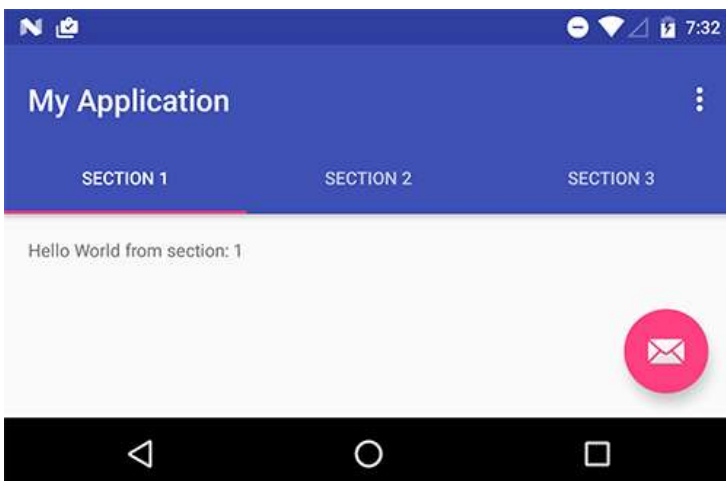 7:32
My Application
SECTION 1 SECTION 2 SECTION 3
Hello World from section: 1